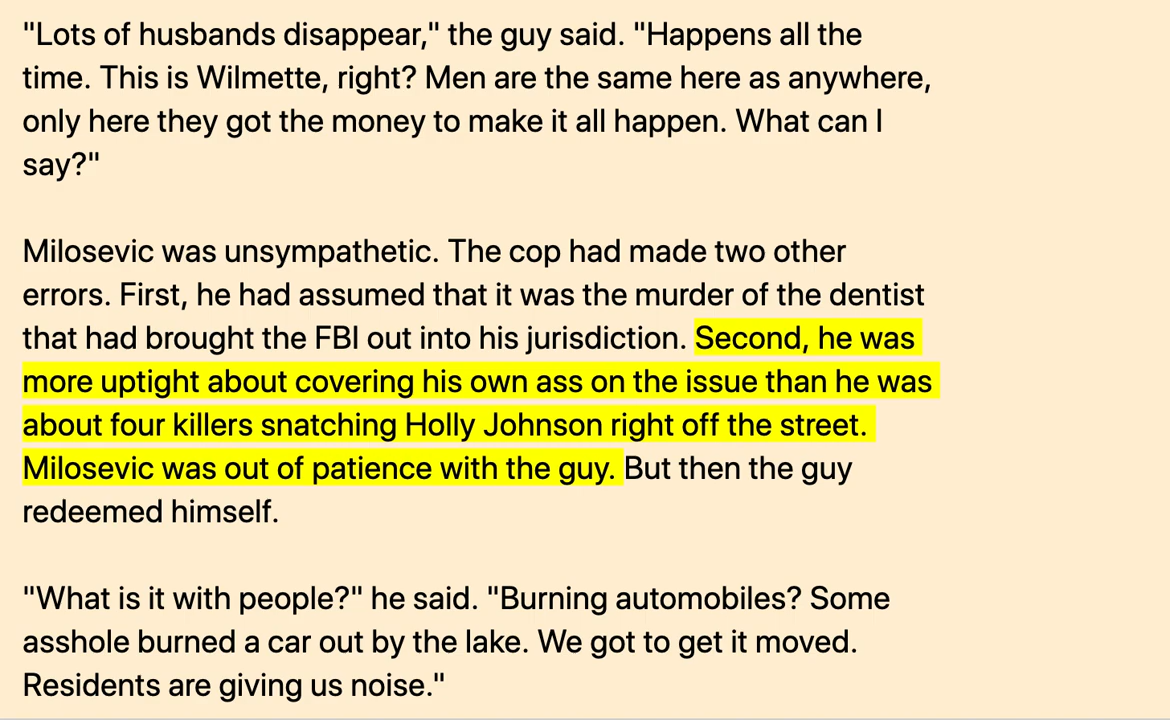 "Lots of husbands disappear," the guy said. "Happens all the
time. This is Wilmette, right? Men are the same here as anywhere,
only here they got the money to make it all happen. What can I
say?"
Milosevic was unsympathetic. The cop had made two other
errors. First, he had assumed that it was the murder of the dentist
that had brought the FBI out into his jurisdiction. Second, he was
more uptight about covering his own ass on the issue than he was
about four killers snatching Holly Johnson right off the street.
Milosevic was out of patience with the guy. But then the guy
redeemed himself.
"What is it with people?" he said. "Burning automobiles? Some
asshole burned a car out by the lake. We got to get it moved.
Residents are giving us noise."